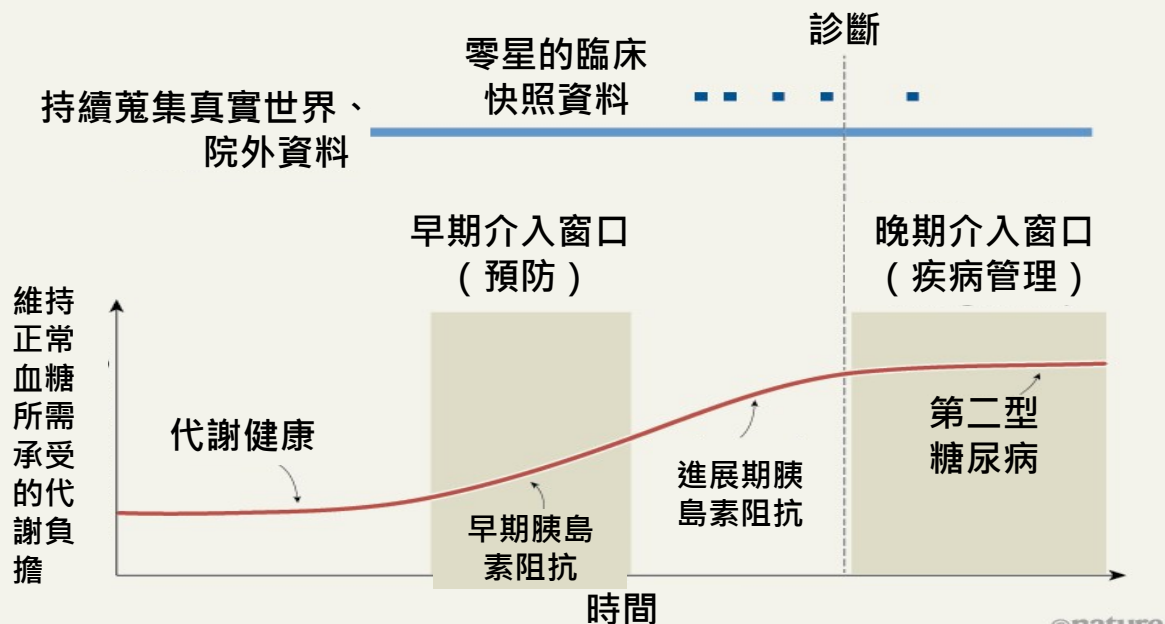 診斷
零星的臨床
快照資料
持續蒐集真實世界、
院外資料
早期介入窗口
(預防)
晚期介入窗口
(疾病管理)
維持
正常
血糖
所需
承受
的代
謝負
擔
代謝健康
早期胰島
素阻抗
進展期胰
島素阻抗
第二型
糖尿病
時間